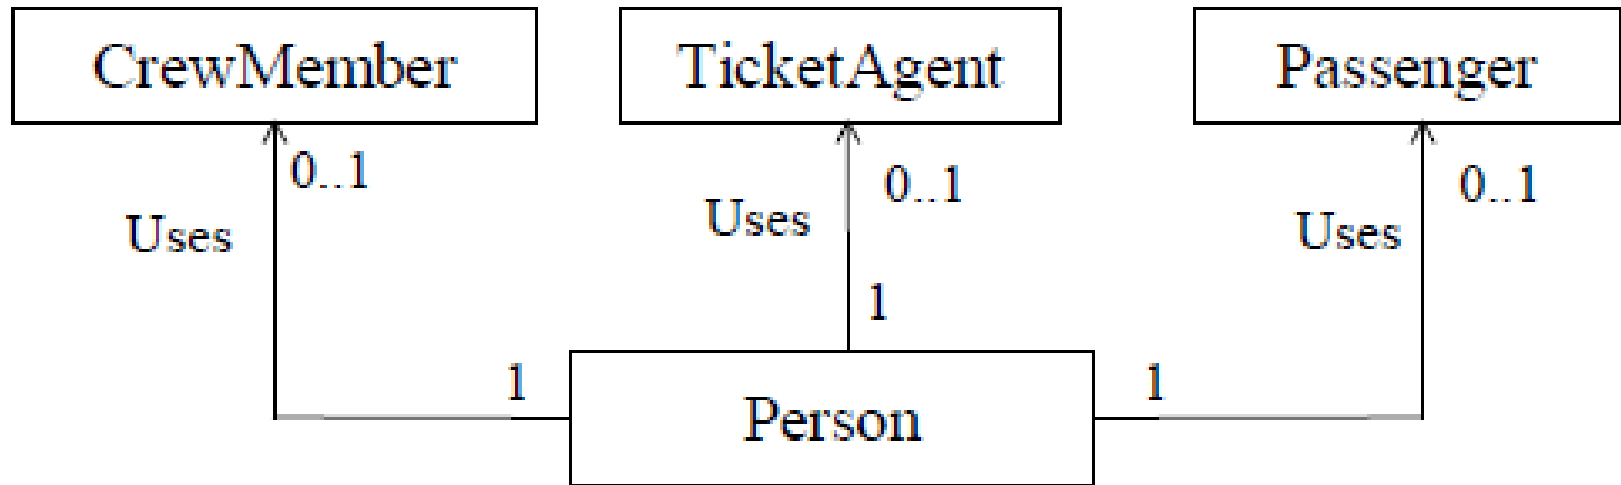 CrewMember
TicketAgent
Passenger
0..1
0..1
0..1
Uses
Uses
Uses
1
1
1
Person